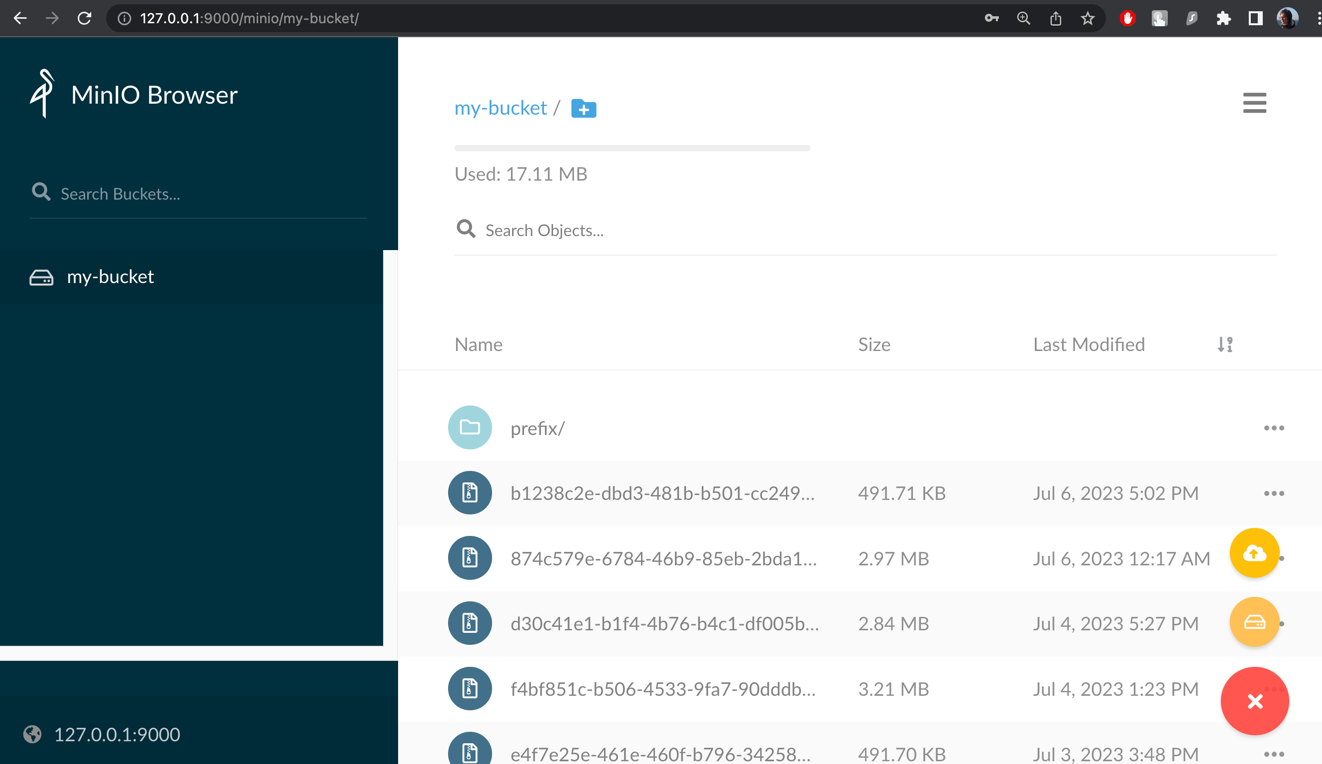 127.0.0.1:9000/minio/my-bucket/
MinIO Browser
Search Buckets...
my-bucket
127.0.0.1:9000
my-bucket /
Used: 17.11 MB
Search Objects...
Name Size Last Modified
prefix/
b1238c2e-dbd3-481b-b501-cc249... 491.71 KB Jul 6, 2023 5:02 PM
874c579e-6784-46b9-85eb-2bda1... 2.97 MB Jul 6, 2023 12:17 AM
d30c41e1-b1f4-4b76-b4c1-df005b... 2.84 MB Jul 4, 2023 5:27 PM
f4bf851c-b506-4533-9fa7-90dddb... 3.21 MB Jul 4, 2023 1:23 PM
e4f7e25e-461e-460f-b796-34258... 491.70 KB Jul 3, 2023 3:48 PM